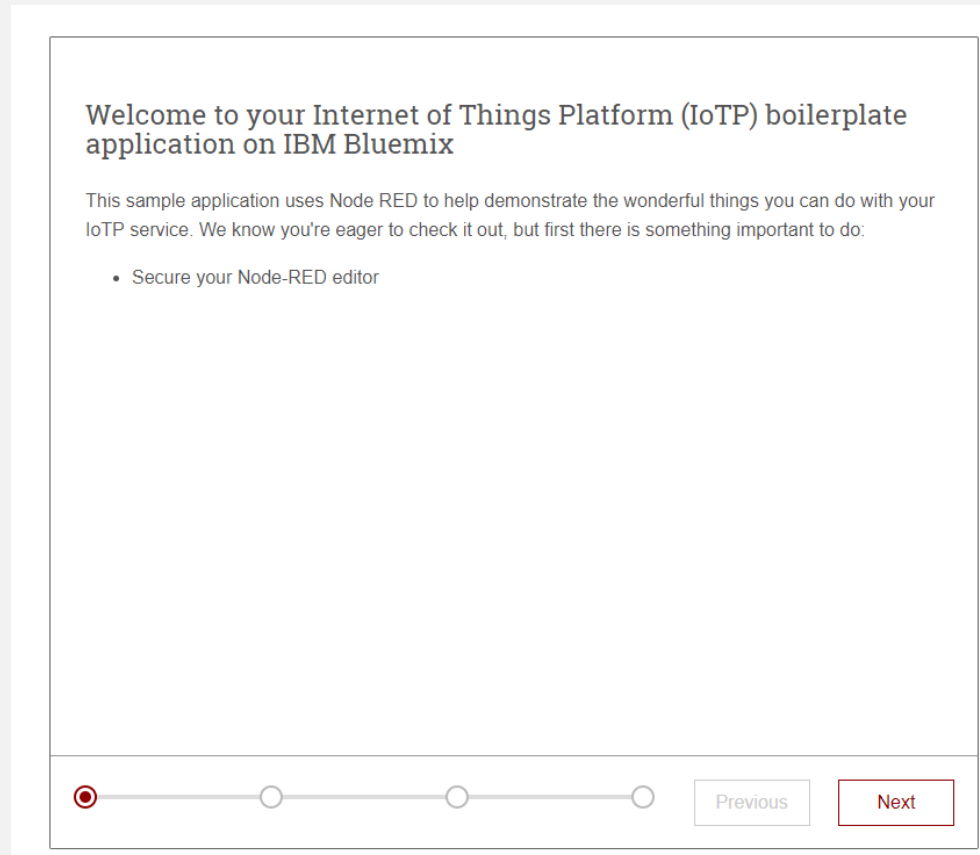 Welcome to your Internet of Things Platform (IoTP) boilerplate
application on IBM Bluemix
This sample application uses Node RED to help demonstrate the wonderful things you can do with your
IoTP service. We know you're eager to check it out, but first there is something important to do:
• Secure your Node-RED editor
Previous
Next